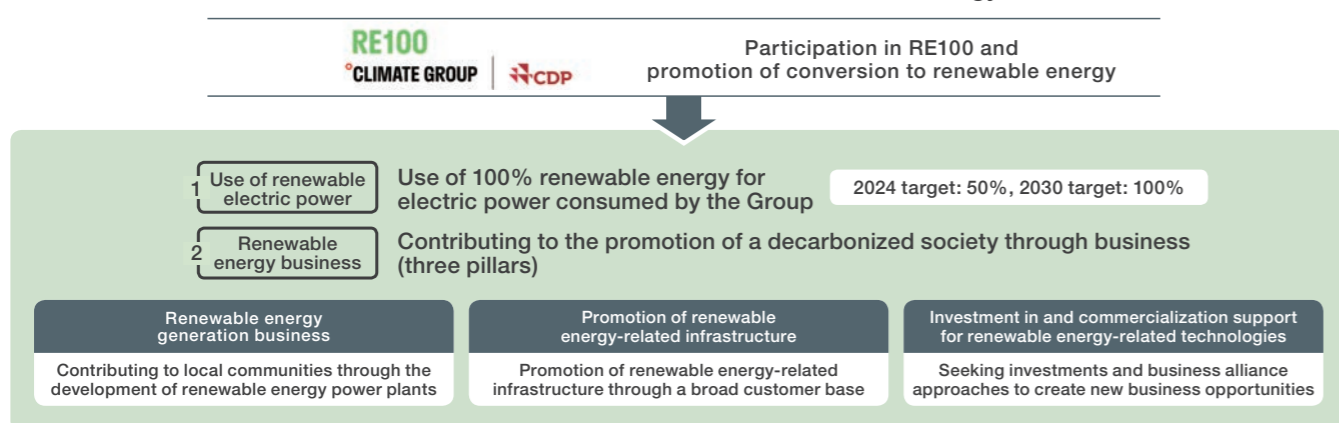 RE100
°CLIMATE GROUP
CDP
Participation in RE100 and
promotion of conversion to renewable energy
1
Use of renewable
electric power
Use of 100% renewable energy for
electric power consumed by the Group
2024 target: 50%, 2030 target: 100%
2
Renewable
energy business
Contributing to the promotion of a decarbonized society through business
(three pillars)
Renewable energy
generation business
Contributing to local communities through the
development of renewable energy power plants
Promotion of renewable
energy-related infrastructure
Promotion of renewable energy-related
infrastructure through a broad customer base
Investment in and commercialization support
for renewable energy-related technologies
Seeking investments and business alliance
approaches to create new business opportunities